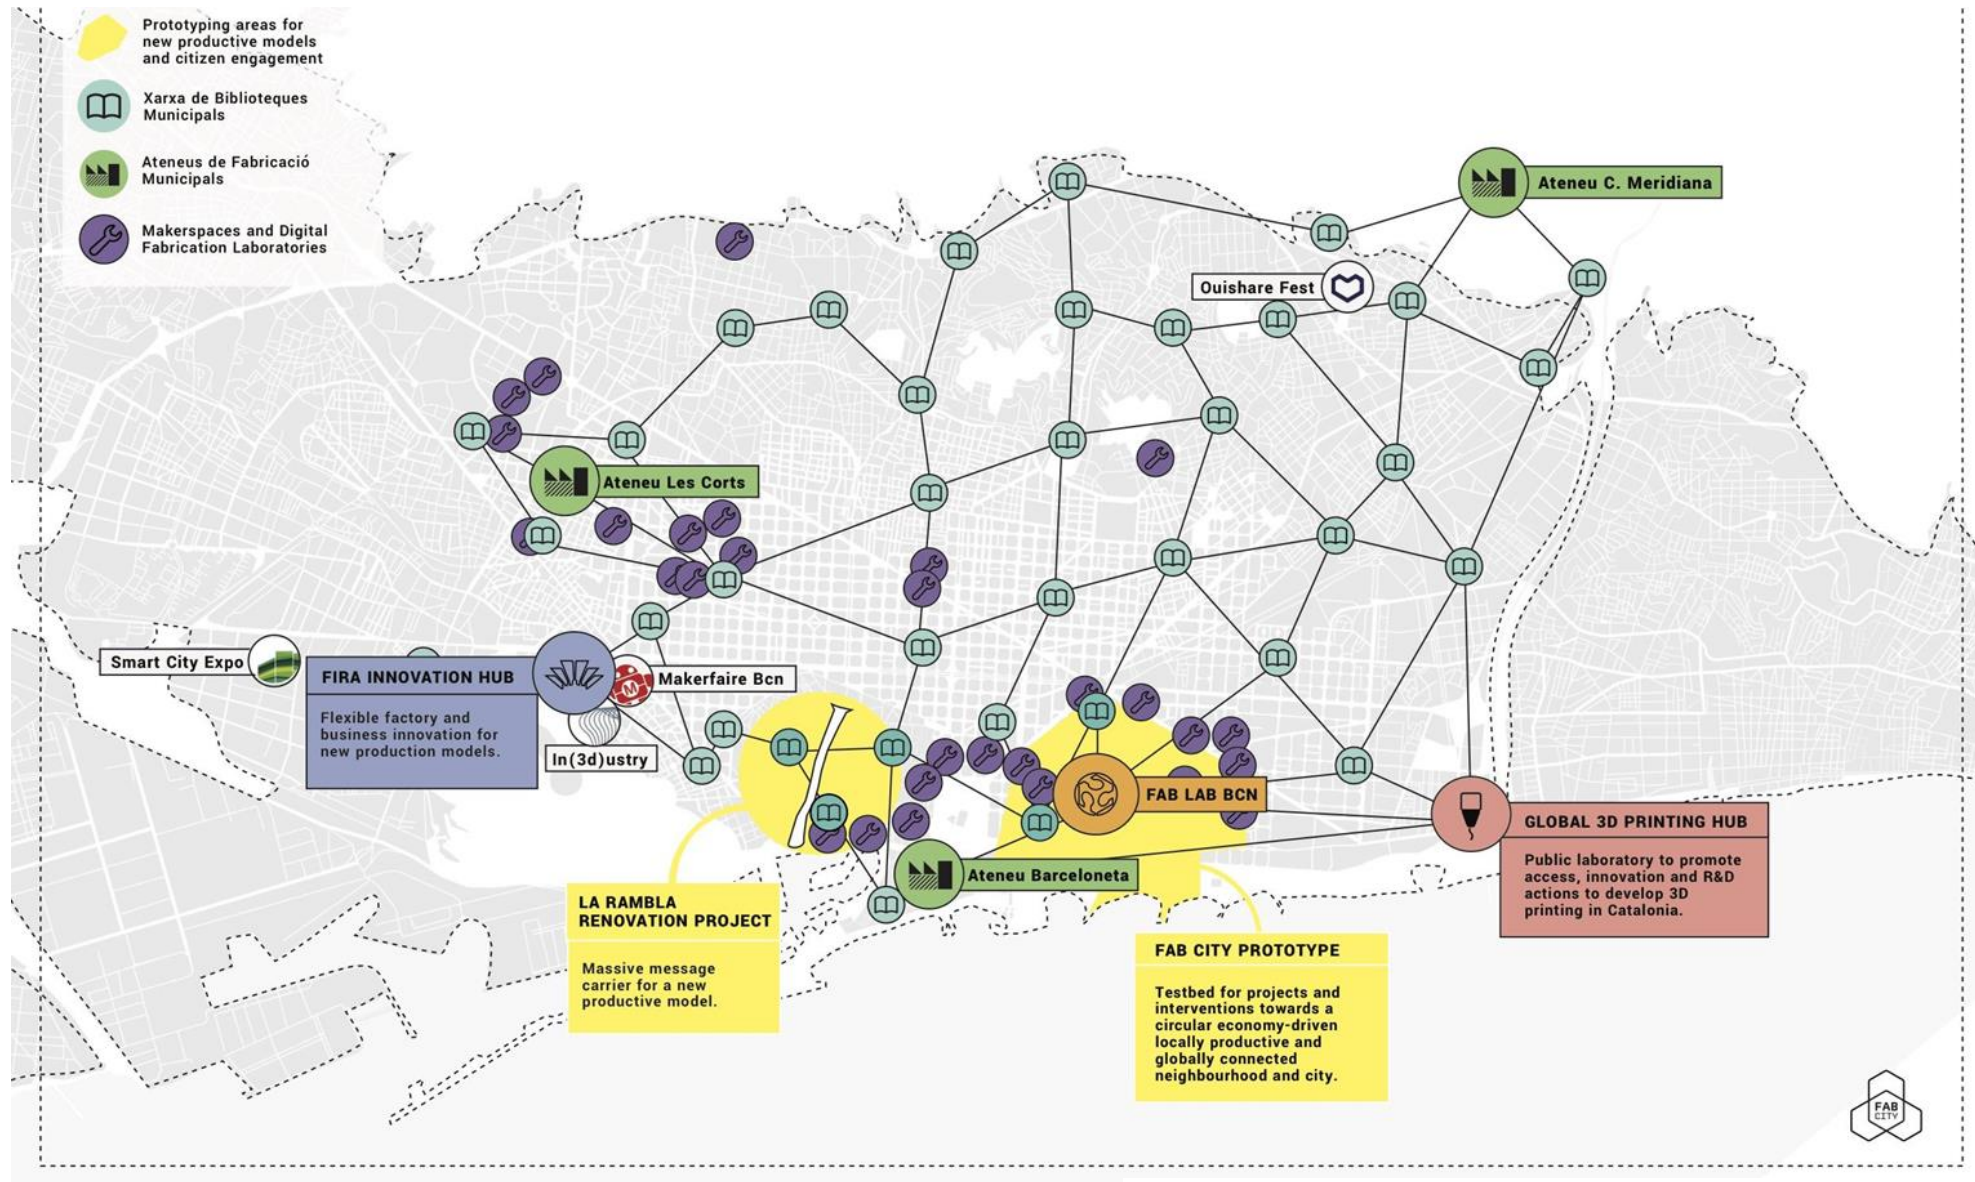 Prototyping areas for
new productive models
and citizen engagement
Xarxa de Biblioteques
Municipals
Ateneus de Fabricació
Municipals
Makerspaces and Digital
Fabrication Laboratories
Ateneu C. Meridiana
Ouishare Fest
Ateneu Les Corts
Smart City Expo
FIRA INNOVATION HUB
Flexible factory and
business innovation for
new production models.
M
Makerfaire Bcn
In(3d)ustry
FAB LAB BCN
GLOBAL 3D PRINTING HUB
Public laboratory to promote
access, innovation and R&D
actions to develop 3D
printing in Catalonia.
Ateneu Barceloneta
LA RAMBLA
RENOVATION PROJECT
Massive message
carrier for a new
productive model.
FAB CITY PROTOTYPE
Testbed for projects and
interventions towards a
circular economy-driven
locally productive and
globally connected
neighbourhood and city.
FAB
CITY